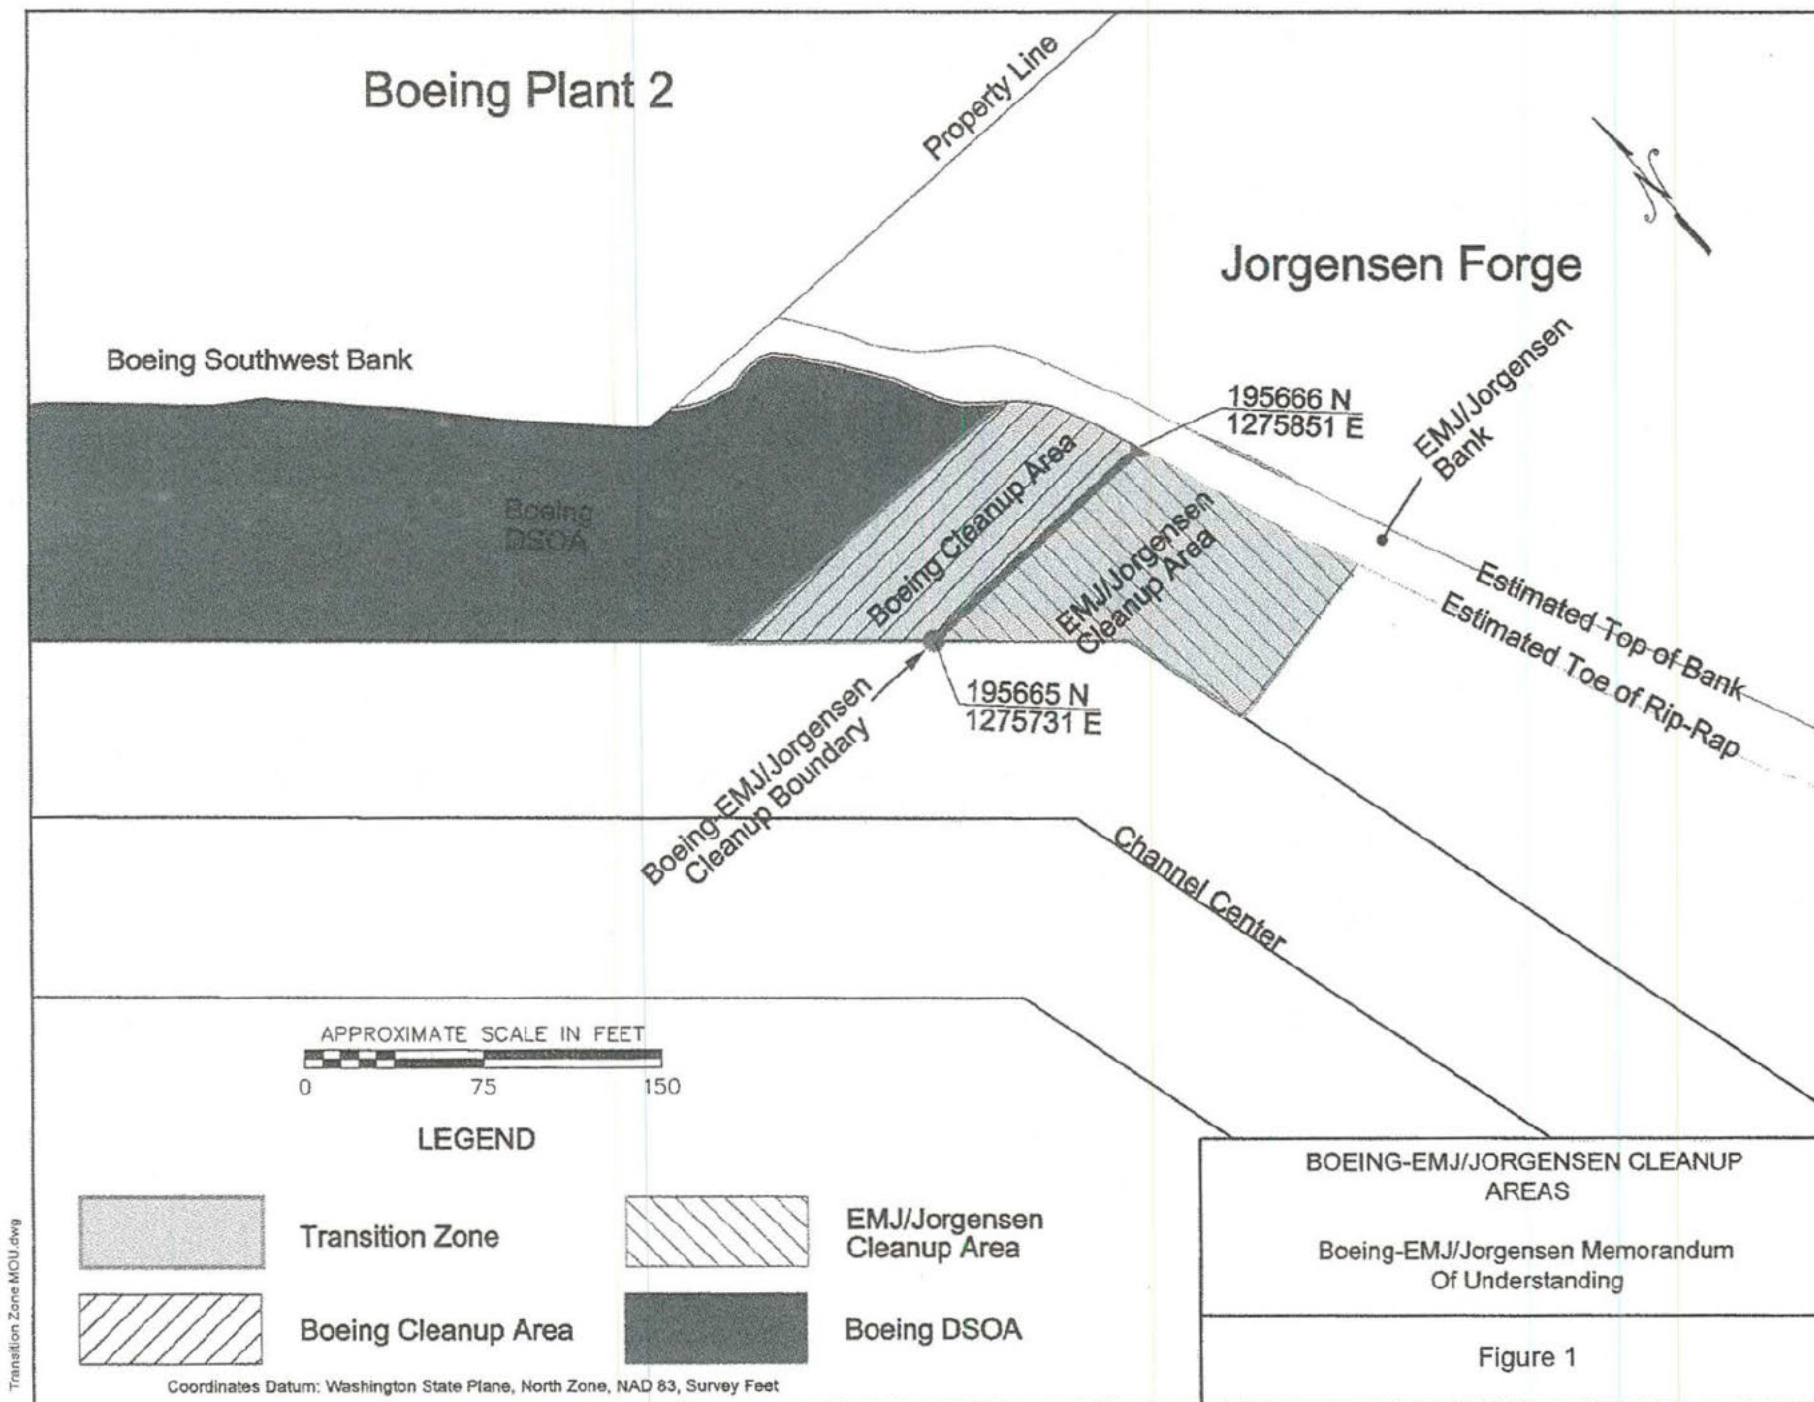 Boeing Plant 2
Property Line
Jorgensen Forge
Boeing Southwest Bank
195666 N
1275851 E
EMJ/Jorgensen
Bank
Boeing
DSOA
Boeing Cleanup Area
EMJ/Jorgensen
Cleanup Area
Estimated Top of Bank
Estimated Toe of Rip-Rap
195665 N
1275731 E
Boeing-EMJ/Jorgensen
Cleanup Boundary
Channel Center
APPROXIMATE SCALE IN FEET
0 75 150
LEGEND
Transition Zone
EMJ/Jorgensen
Cleanup Area
Boeing Cleanup Area
Boeing DSOA
Coordinates Datum: Washington State Plane, North Zone, NAD 83, Survey Feet
BOEING-EMJ/JORGENSEN CLEANUP
AREAS
Boeing-EMJ/Jorgensen Memorandum
Of Understanding
Figure 1
Transition Zone MOU.dwg
N